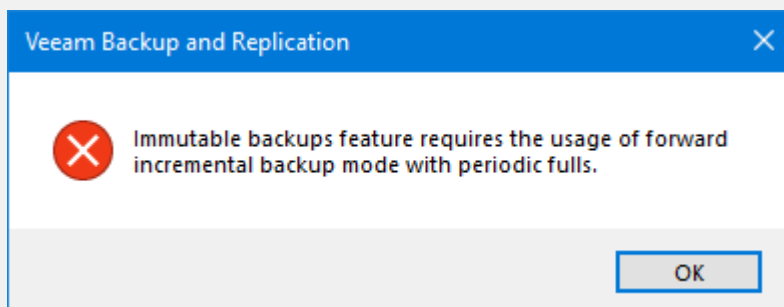 Veeam Backup and Replication
Immutable backups feature requires the usage of forward
incremental backup mode with periodic fulls.
OK